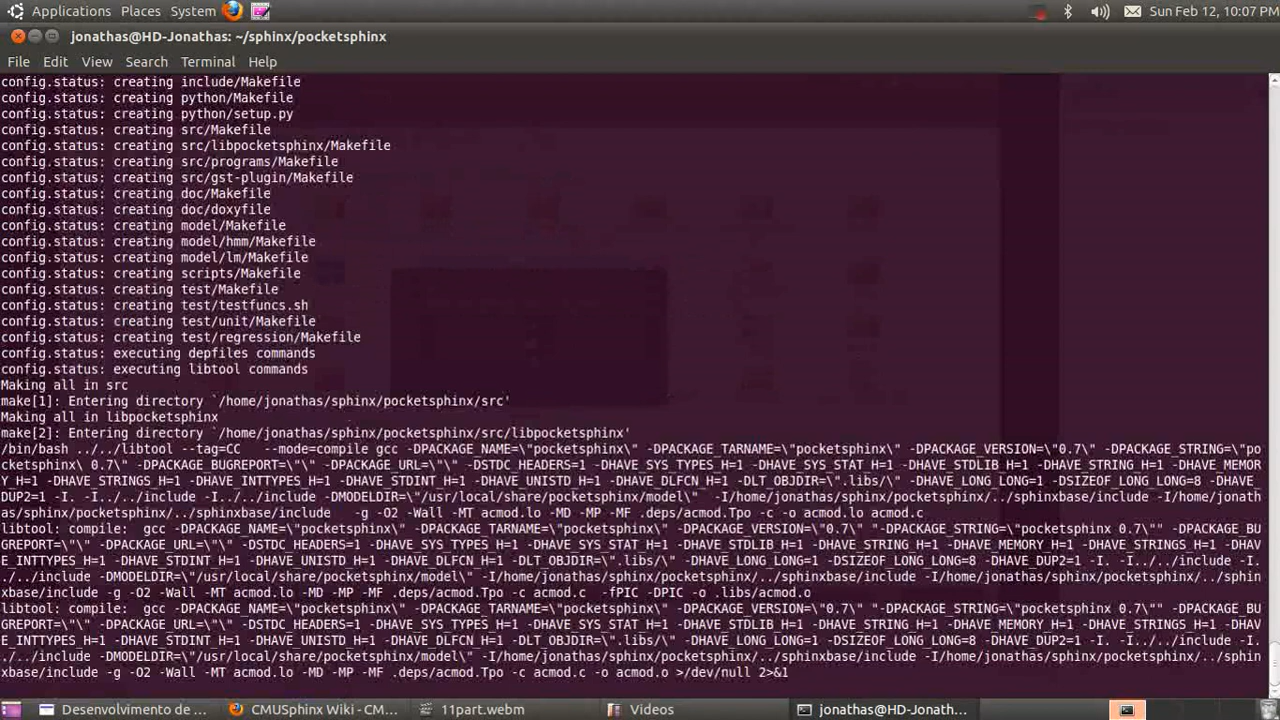 Applications Places System Sun Feb 12, 10:07 PM
jonathas@HD-Jonathas: ~/sphinx/pocketsphinx
File Edit View Search Terminal Help
config.status: creating include/Makefile
config.status: creating python/Makefile
config.status: creating python/setup.py
config.status: creating src/Makefile
config.status: creating src/libpocketsphinx/Makefile
config.status: creating src/programs/Makefile
config.status: creating src/gst-plugin/Makefile
config.status: creating doc/Makefile
config.status: creating doc/doxyfile
config.status: creating model/Makefile
config.status: creating model/hmm/Makefile
config.status: creating model/lm/Makefile
config.status: creating scripts/Makefile
config.status: creating test/Makefile
config.status: creating test/testfuncs.sh
config.status: creating test/unit/Makefile
config.status: creating test/regression/Makefile
config.status: executing depfiles commands
config.status: executing libtool commands
Making all in src
make[1]: Entering directory `/home/jonathas/sphinx/pocketsphinx/src'
Making all in libpocketsphinx
make[2]: Entering directory `/home/jonathas/sphinx/pocketsphinx/src/libpocketsphinx'
/bin/bash ../../libtool --tag=CC   --mode=compile gcc -DPACKAGE_NAME=\"pocketsphinx\" -DPACKAGE_TARNAME=\"pocketsphinx\" -DPACKAGE_VERSION=\"0.7\" -DPACKAGE_STRING=\"po
cketsphinx\ 0.7\" -DPACKAGE_BUGREPORT=\"\" -DPACKAGE_URL=\"\" -DSTDC_HEADERS=1 -DHAVE_SYS_TYPES_H=1 -DHAVE_SYS_STAT_H=1 -DHAVE_STDLIB_H=1 -DHAVE_STRING_H=1 -DHAVE_MEMOR
Y_H=1 -DHAVE_STRINGS_H=1 -DHAVE_INTTYPES_H=1 -DHAVE_STDINT_H=1 -DHAVE_UNISTD_H=1 -DHAVE_DLFCN_H=1 -DLT_OBJDIR=\".libs/\" -DHAVE_LONG_LONG=1 -DSIZEOF_LONG_LONG=8 -DHAVE_
DUP2=1 -I. -I../../include -I../../include -DMODELDIR=\"/usr/local/share/pocketsphinx/model\"  -I/home/jonathas/sphinx/pocketsphinx/../sphinxbase/include -I/home/jonath
as/sphinx/pocketsphinx/../sphinxbase/include   -g -O2 -Wall -MT acmod.lo -MD -MP -MF .deps/acmod.Tpo -c -o acmod.lo acmod.c
libtool: compile:  gcc -DPACKAGE_NAME=\"pocketsphinx\" -DPACKAGE_TARNAME=\"pocketsphinx\" -DPACKAGE_VERSION=\"0.7\" "-DPACKAGE_STRING=\"pocketsphinx 0.7\"" -DPACKAGE_BU
GREPORT=\"\" -DPACKAGE_URL=\"\" -DSTDC_HEADERS=1 -DHAVE_SYS_TYPES_H=1 -DHAVE_SYS_STAT_H=1 -DHAVE_STDLIB_H=1 -DHAVE_STRING_H=1 -DHAVE_MEMORY_H=1 -DHAVE_STRINGS_H=1 -DHAV
E_INTTYPES_H=1 -DHAVE_STDINT_H=1 -DHAVE_UNISTD_H=1 -DHAVE_DLFCN_H=1 -DLT_OBJDIR=\".libs/\" -DHAVE_LONG_LONG=1 -DSIZEOF_LONG_LONG=8 -DHAVE_DUP2=1 -I. -I../../include -I.
./../include -DMODELDIR=\"/usr/local/share/pocketsphinx/model\" -I/home/jonathas/sphinx/pocketsphinx/../sphinxbase/include -I/home/jonathas/sphinx/pocketsphinx/../sphin
xbase/include -g -O2 -Wall -MT acmod.lo -MD -MP -MF .deps/acmod.Tpo -c acmod.c  -fPIC -DPIC -o .libs/acmod.o
libtool: compile:  gcc -DPACKAGE_NAME=\"pocketsphinx\" -DPACKAGE_TARNAME=\"pocketsphinx\" -DPACKAGE_VERSION=\"0.7\" "-DPACKAGE_STRING=\"pocketsphinx 0.7\"" -DPACKAGE_BU
GREPORT=\"\" -DPACKAGE_URL=\"\" -DSTDC_HEADERS=1 -DHAVE_SYS_TYPES_H=1 -DHAVE_SYS_STAT_H=1 -DHAVE_STDLIB_H=1 -DHAVE_STRING_H=1 -DHAVE_MEMORY_H=1 -DHAVE_STRINGS_H=1 -DHAV
E_INTTYPES_H=1 -DHAVE_STDINT_H=1 -DHAVE_UNISTD_H=1 -DHAVE_DLFCN_H=1 -DLT_OBJDIR=\".libs/\" -DHAVE_LONG_LONG=1 -DSIZEOF_LONG_LONG=8 -DHAVE_DUP2=1 -I. -I../../include -I.
./../include -DMODELDIR=\"/usr/local/share/pocketsphinx/model\" -I/home/jonathas/sphinx/pocketsphinx/../sphinxbase/include -I/home/jonathas/sphinx/pocketsphinx/../sphin
xbase/include -g -O2 -Wall -MT acmod.lo -MD -MP -MF .deps/acmod.Tpo -c acmod.c -o acmod.o >/dev/null 2>&1
Desenvolvimento de ... CMUSphinx Wiki - CM... 11part.webm Videos jonathas@HD-Jonath...